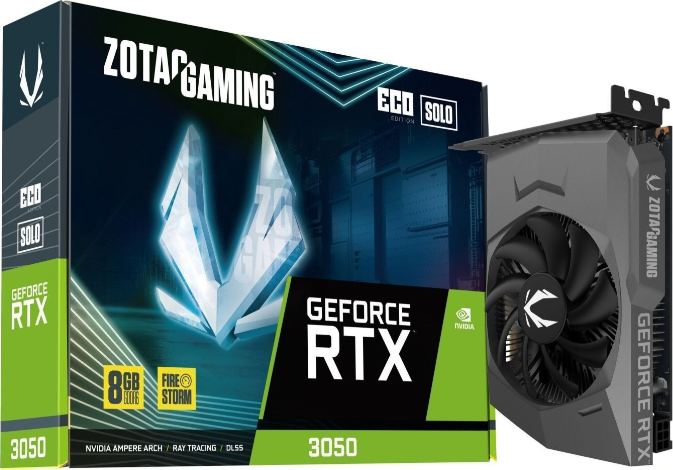 ZOTAC GAMING
ECO
EDITION
SOLO
ECO
SOLO
GEFORCE
RTX
3050
GEFORCE
RTX
NVIDIA
8GB
GDDR6
FIRE
STORM
NVIDIA AMPERE ARCH / RAY TRACING / DLSS
3050
ZOTAC GAMING
GEFORCE RTX